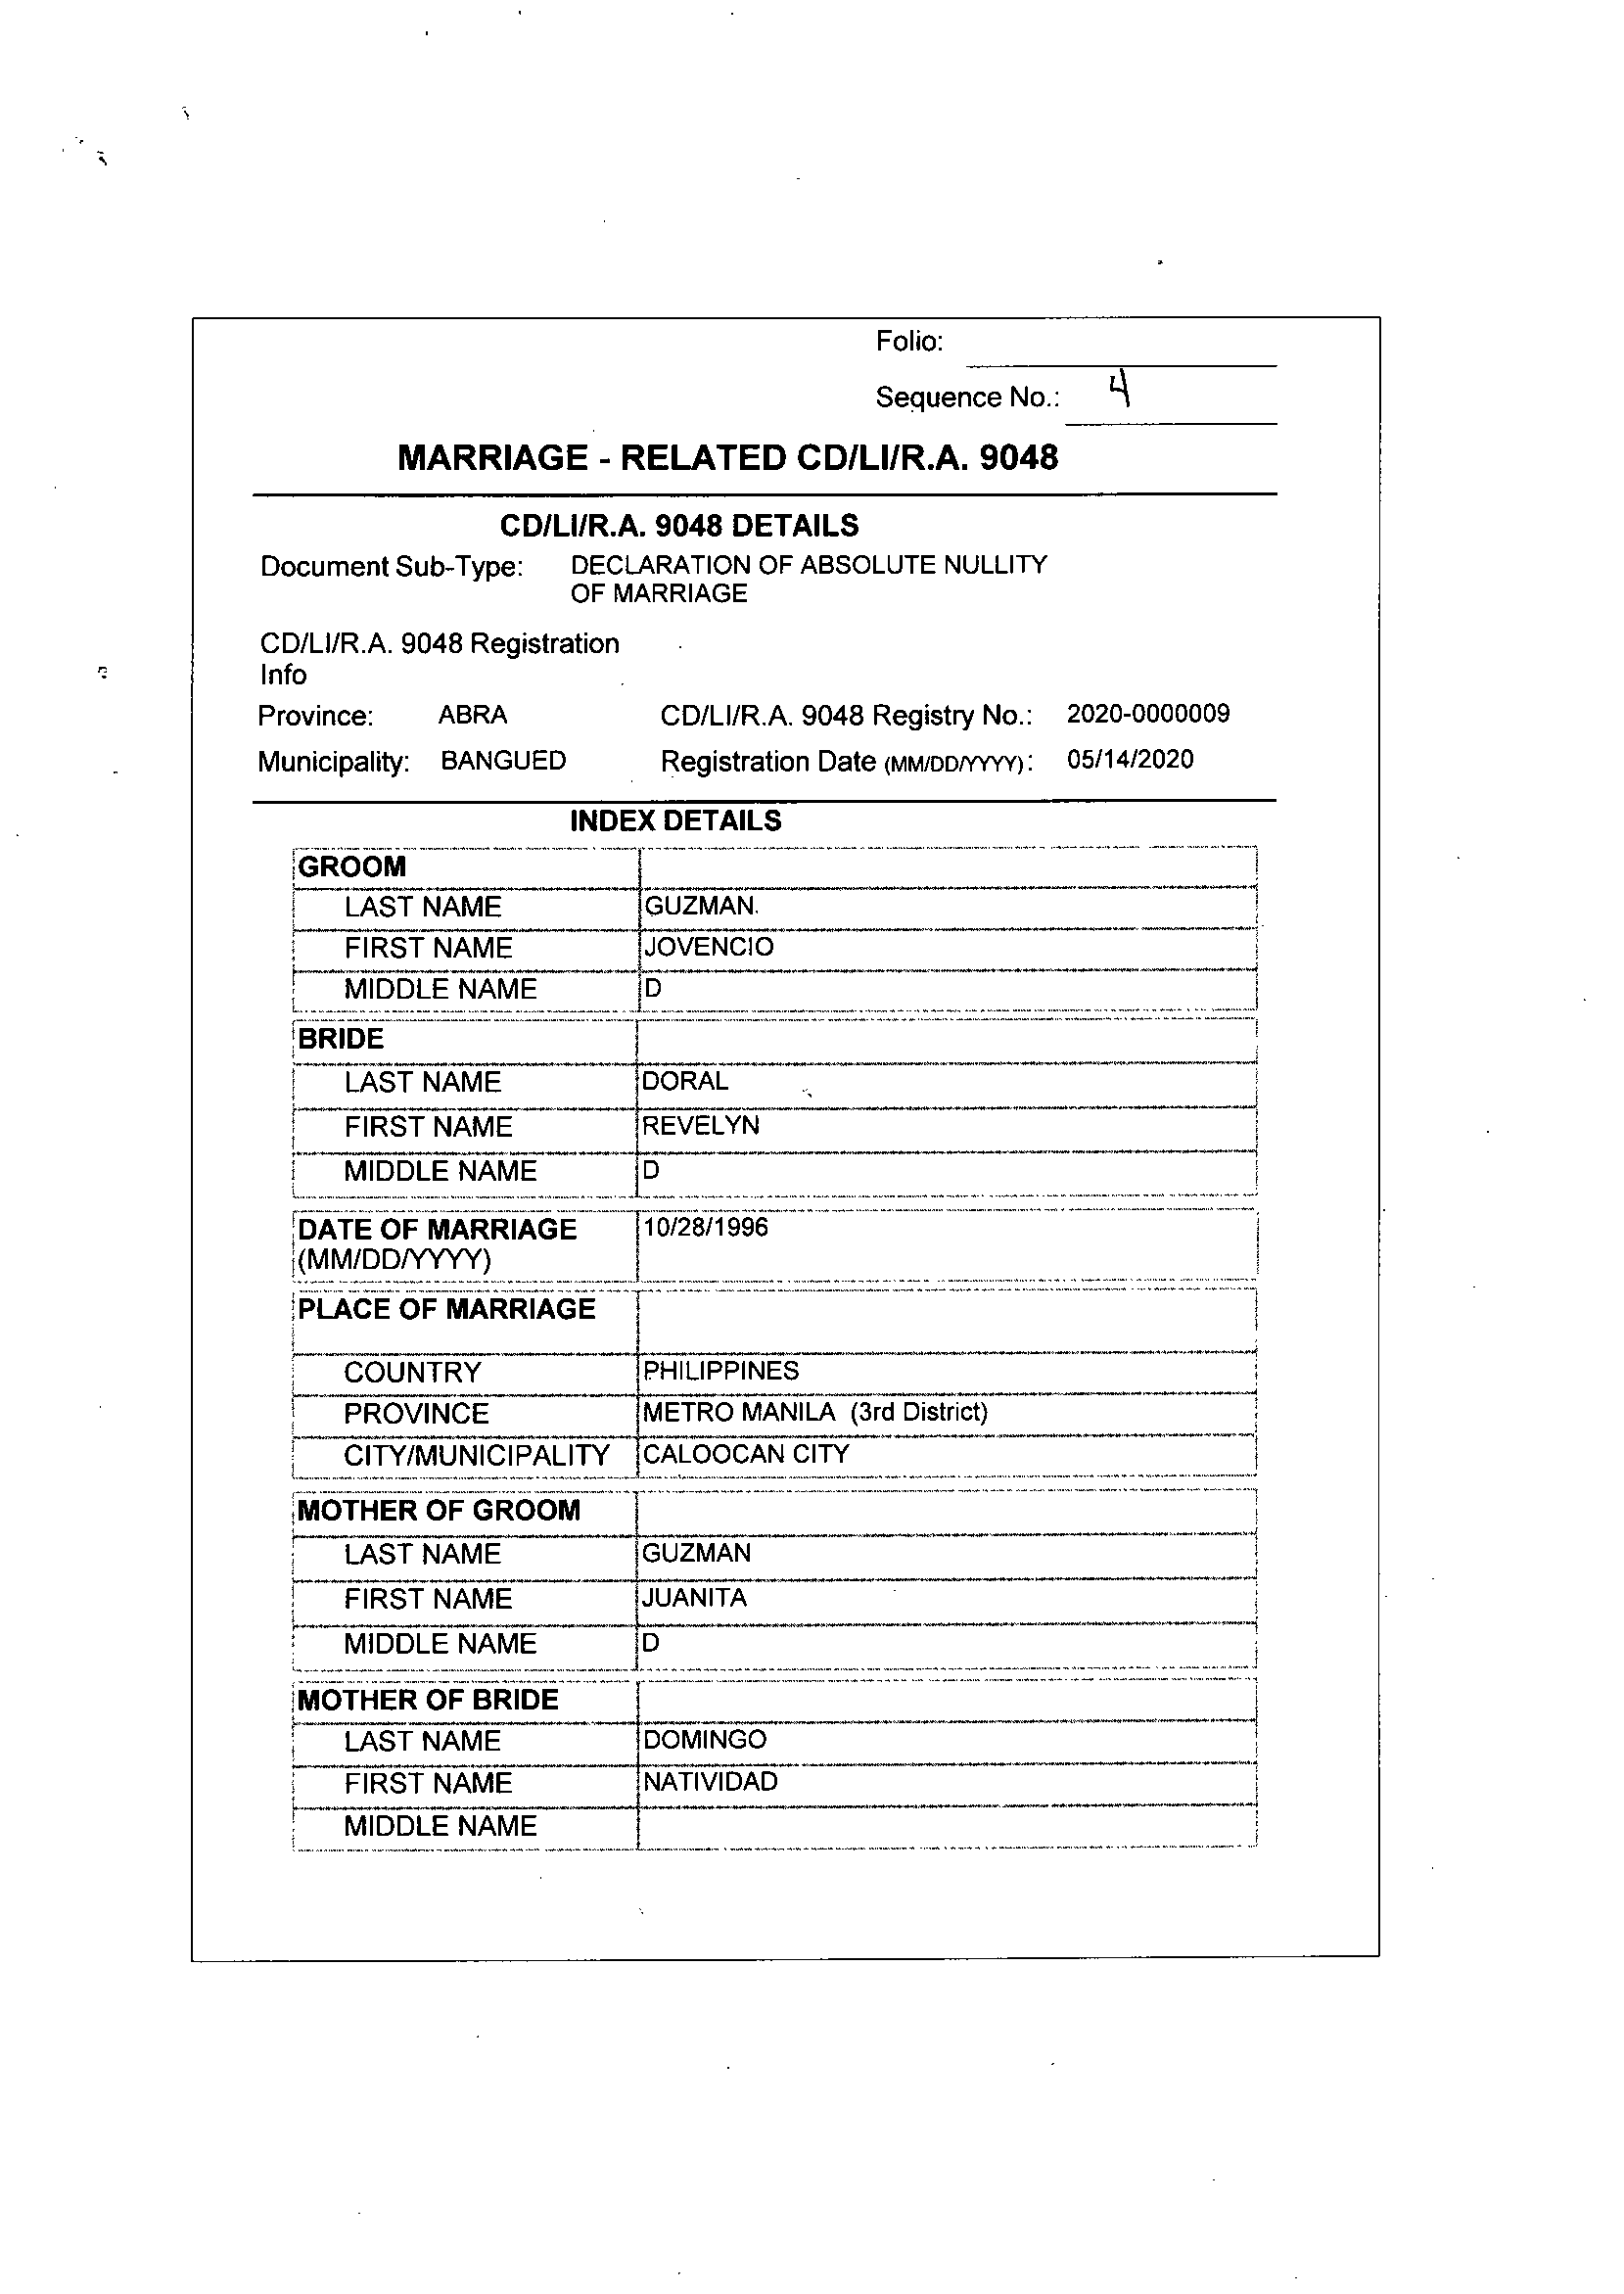 Folio:
Sequence No.: 4
MARRIAGE - RELATED CD/LI/R.A. 9048
CD/LI/R.A. 9048 DETAILS
Document Sub-Type: DECLARATION OF ABSOLUTE NULLITY
OF MARRIAGE
CD/LI/R.A. 9048 Registration
Info
Province: ABRA CD/LI/R.A. 9048 Registry No.: 2020-0000009
Municipality: BANGUED Registration Date (MM/DD/YYYY): 05/14/2020
INDEX DETAILS
GROOM
LAST NAME GUZMAN
FIRST NAME JOVENCIO
MIDDLE NAME D
BRIDE
LAST NAME DORAL
FIRST NAME REVELYN
MIDDLE NAME D
DATE OF MARRIAGE 10/28/1996
(MM/DD/YYYY)
PLACE OF MARRIAGE
COUNTRY PHILIPPINES
PROVINCE METRO MANILA (3rd District)
CITY/MUNICIPALITY CALOOCAN CITY
MOTHER OF GROOM
LAST NAME GUZMAN
FIRST NAME JUANITA
MIDDLE NAME D
MOTHER OF BRIDE
LAST NAME DOMINGO
FIRST NAME NATIVIDAD
MIDDLE NAME